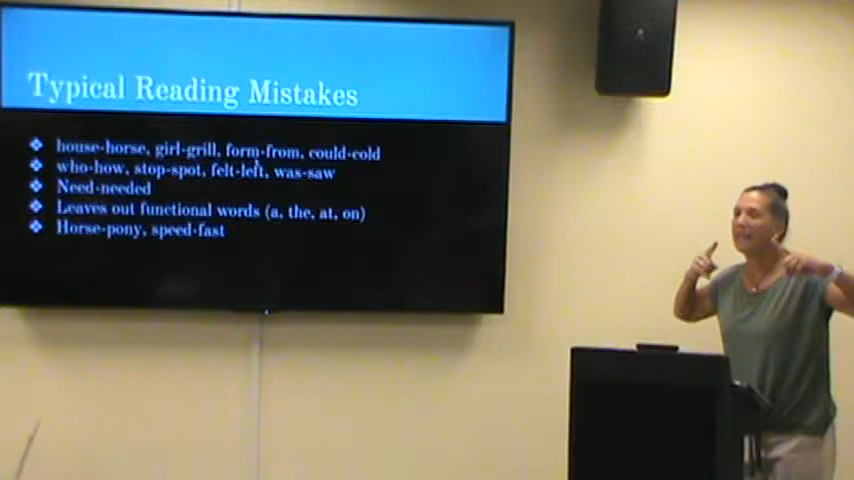 Typical Reading Mistakes
❖ house-horse, girl-grill, form-from, could-cold
❖ who-how, stop-spot, felt-left, was-saw
❖ Need-needed
❖ Leaves out functional words (a, the, at, on)
❖ Horse-pony, speed-fast